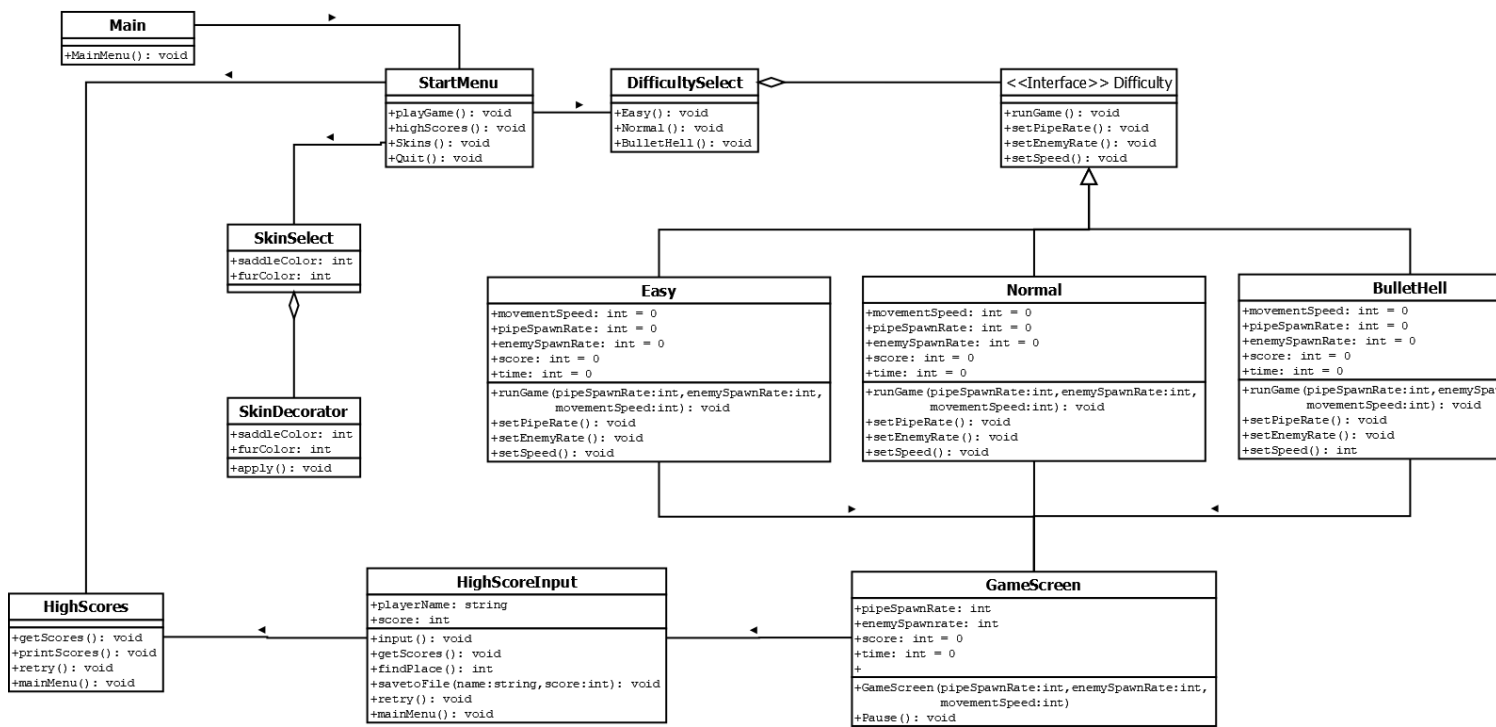 Main
+MainMenu(): void
StartMenu
+playGame(): void
+highScores(): void
+Skins(): void
+Quit(): void
DifficultySelect
+Easy(): void
+Normal(): void
+BulletHell(): void
<<Interface>> Difficulty
+runGame(): void
+setPipeRate(): void
+setEnemyRate(): void
+setSpeed(): void
SkinSelect
+saddleColor: int
+furColor: int
Easy
+movementSpeed: int = 0
+pipeSpawnRate: int = 0
+enemySpawnRate: int = 0
+score: int = 0
+time: int = 0
+runGame(pipeSpawnRate:int,enemySpawnRate:int,
movementSpeed:int): void
+setPipeRate(): void
+setEnemyRate(): void
+setSpeed(): void
Normal
+movementSpeed: int = 0
+pipeSpawnRate: int = 0
+enemySpawnRate: int = 0
+score: int = 0
+time: int = 0
+runGame(pipeSpawnRate:int,enemySpawnRate:int,
movementSpeed:int): void
+setPipeRate(): void
+setEnemyRate(): void
+setSpeed(): void
BulletHell
+movementSpeed: int = 0
+pipeSpawnRate: int = 0
+enemySpawnRate: int = 0
+score: int = 0
+time: int = 0
+runGame(pipeSpawnRate:int,enemySpaw
movementSpeed:int): void
+setPipeRate(): void
+setEnemyRate(): void
+setSpeed(): int
SkinDecorator
+saddleColor: int
+furColor: int
+apply(): void
HighScores
+getScores(): void
+printScores(): void
+retry(): void
+mainMenu(): void
HighScoreInput
+playerName: string
+score: int
+input(): void
+getScores(): void
+findPlace(): int
+savetoFile(name:string,score:int): void
+retry(): void
+mainMenu(): void
GameScreen
+pipeSpawnRate: int
+enemySpawnrate: int
+score: int = 0
+time: int = 0
+
+GameScreen(pipeSpawnRate:int,enemySpawnRate:int,
movementSpeed:int)
+Pause(): void